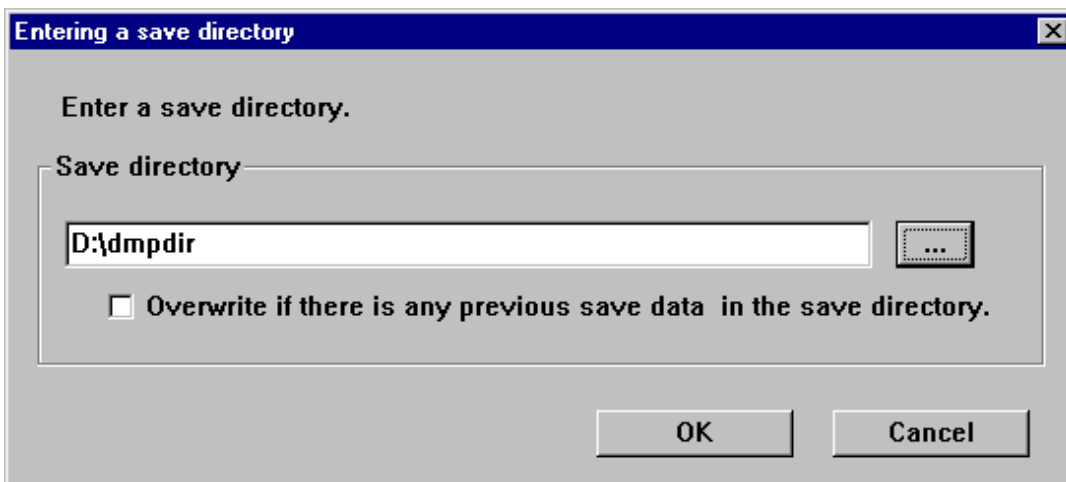 Entering a save directory
Enter a save directory.
Save directory
D:\dmpdir
...
Overwrite if there is any previous save data  in the save directory.
OK
Cancel